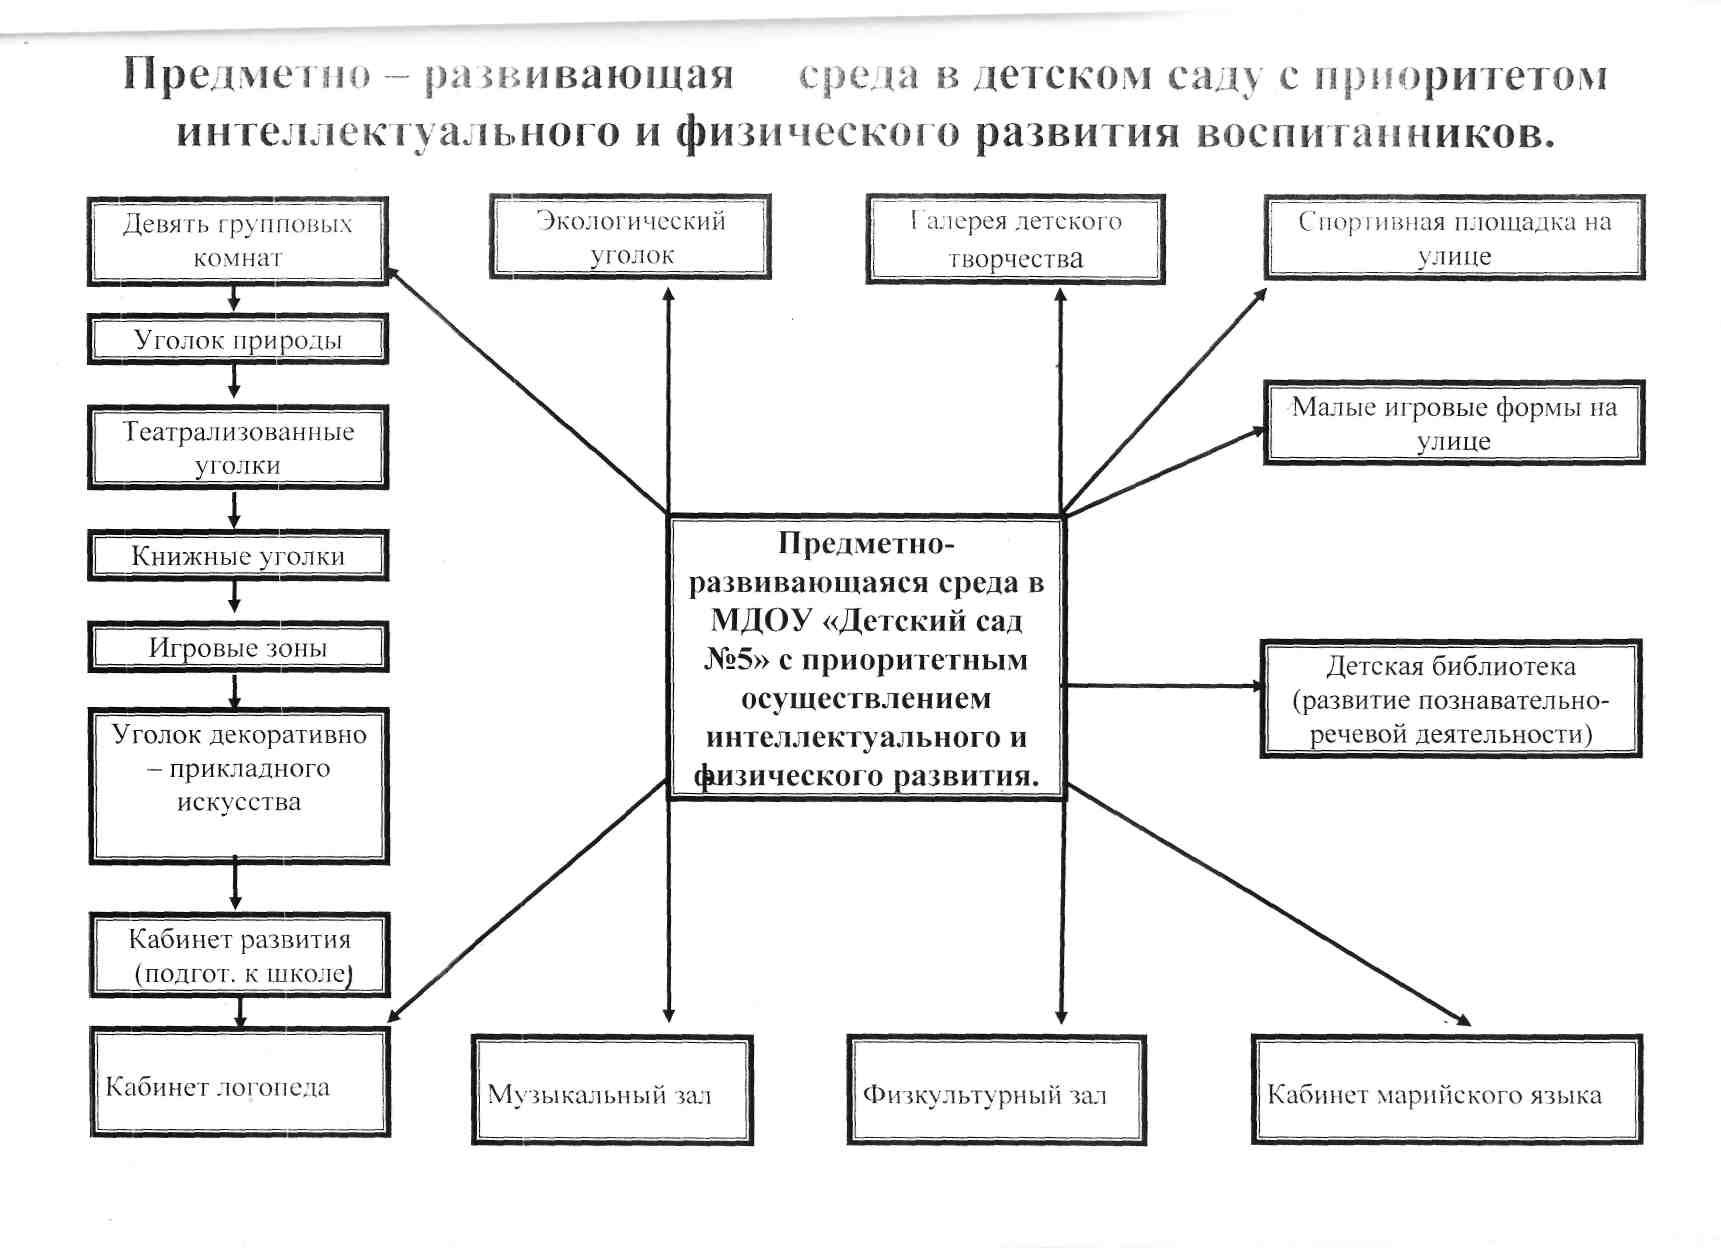 Предметно – развивающая среда в детском саду с приоритетом
интеллектуального и физического развития воспитанников.
Девять групповых
комнат
Экологический
уголок
Галерея детского
творчества
Спортивная площадка на
улице
Уголок природы
Малые игровые формы на
улице
Театрализованные
уголки
Книжные уголки
Игровые зоны
Уголок декоративно
– прикладного
искусства
Кабинет развития
(подгот. к школе)
Предметно-
развивающаяся среда в
МДОУ «Детский сад
№5» с приоритетным
осуществлением
интеллектуального и
физического развития.
Детская библиотека
(развитие познавательно-
речевой деятельности)
Кабинет логопеда
Музыкальный зал
Физкультурный зал
Кабинет марийского языка